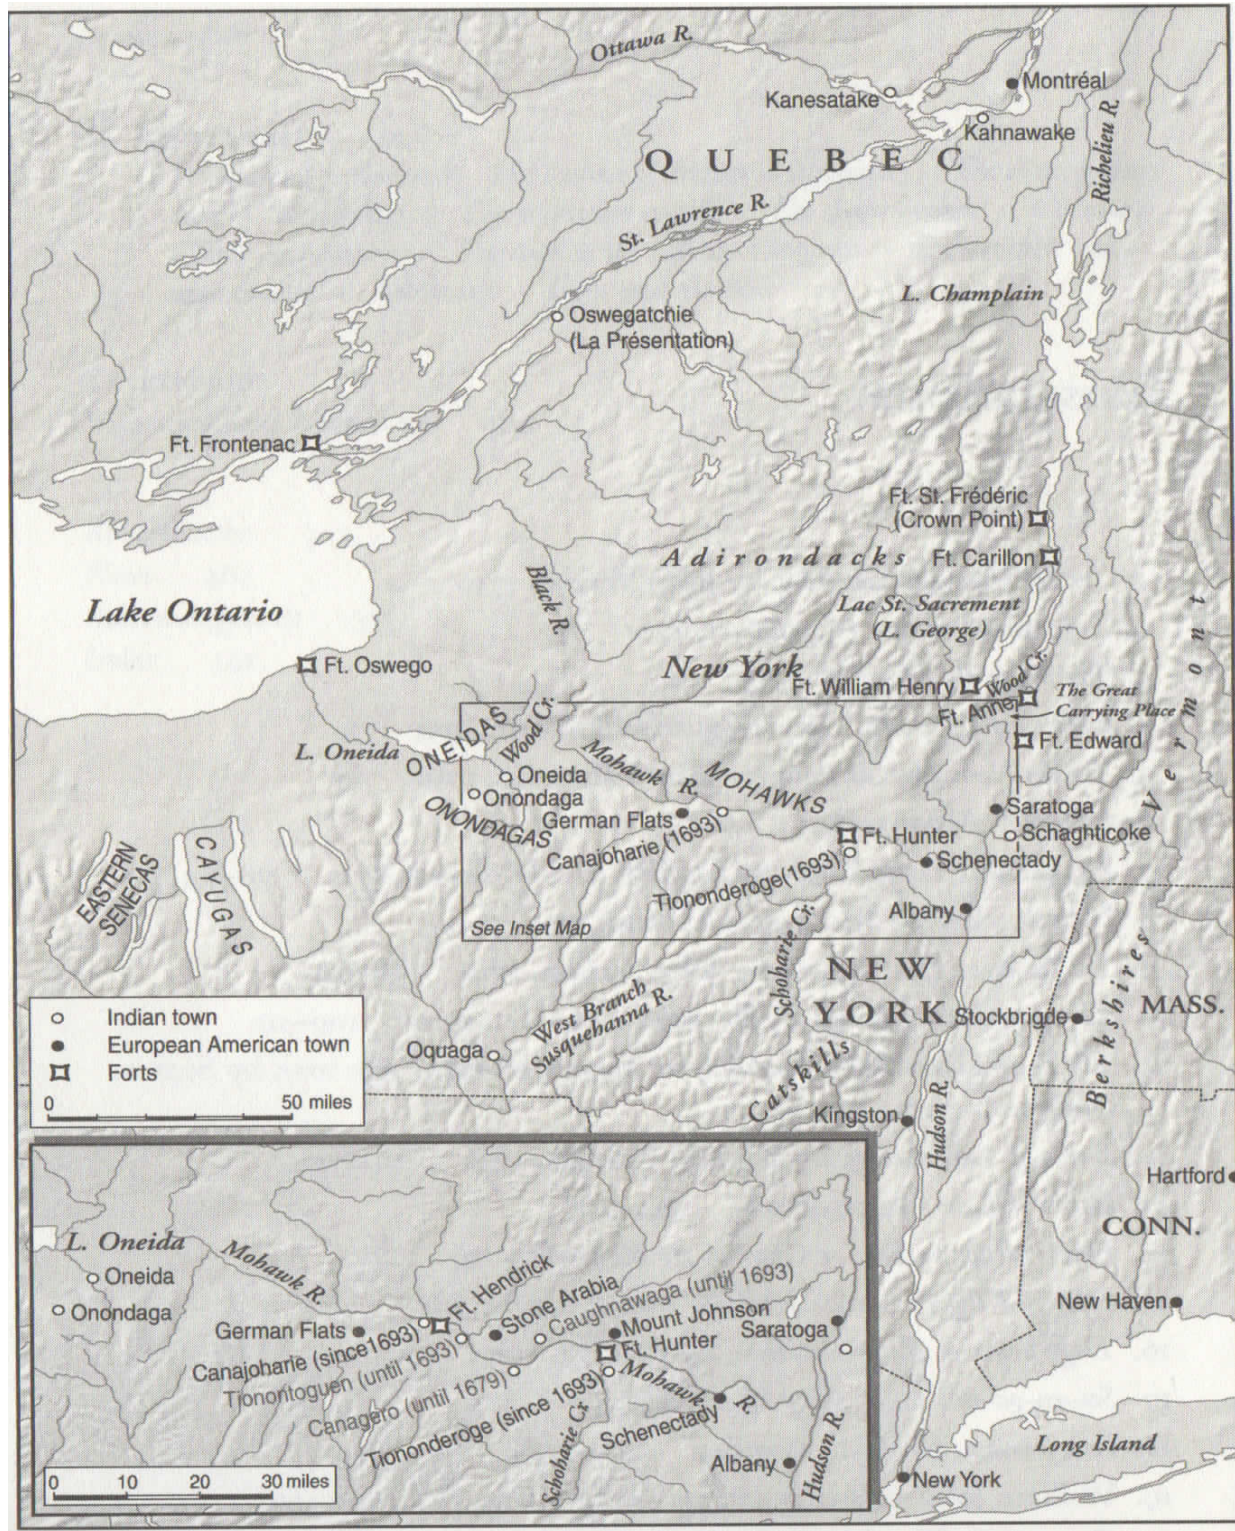 Ottawa R.
Montréal
Kanesatake
Kahnawake
Richelieu R.
QUEBEC
St. Lawrence R.
L. Champlain
Oswegatchie
(La Présentation)
Ft. Frontenac
Ft. St. Frédéric
(Crown Point)
Adirondacks
Ft. Carillon
Black R.
Lake Ontario
Lac St. Sacrement
(L. George)
Vermont
Ft. Oswego
New York
Ft. William Henry
Wood Cr.
Ft. Anne
The Great
Carrying Place
Ft. Edward
L. Oneida
ONEIDAS
Wood Cr.
Mohawk R.
MOHAWKS
Oneida
Onondaga
ONONDAGAS
German Flats
Canajoharie (1693)
Saratoga
Ft. Hunter
Schaghticoke
Schenectady
Tiononderoge(1693)
Albany
EASTERN
SENECAS
CAYUGAS
See Inset Map
Schoharie Cr.
NEW
YORK
Stockbrigde
Berkshires
MASS.
West Branch
Susquehanna R.
Oquaga
Catskills
Kingston
Hudson R.
Indian town
European American town
Forts
0 50 miles
Hartford
CONN.
New Haven
Long Island
New York
L. Oneida
Mohawk R.
Oneida
Onondaga
German Flats
Ft. Hendrick
Stone Arabia
Caughnawaga (until 1693)
Mount Johnson
Saratoga
Ft. Hunter
Canajoharie (since1693)
Tionontoguen (until 1693)
Canagero (until 1679)
Tiononderoge (since 1693)
Mohawk R.
Schenectady
Schoharie Cr
Albany
Hudson R.
0 10 20 30 miles